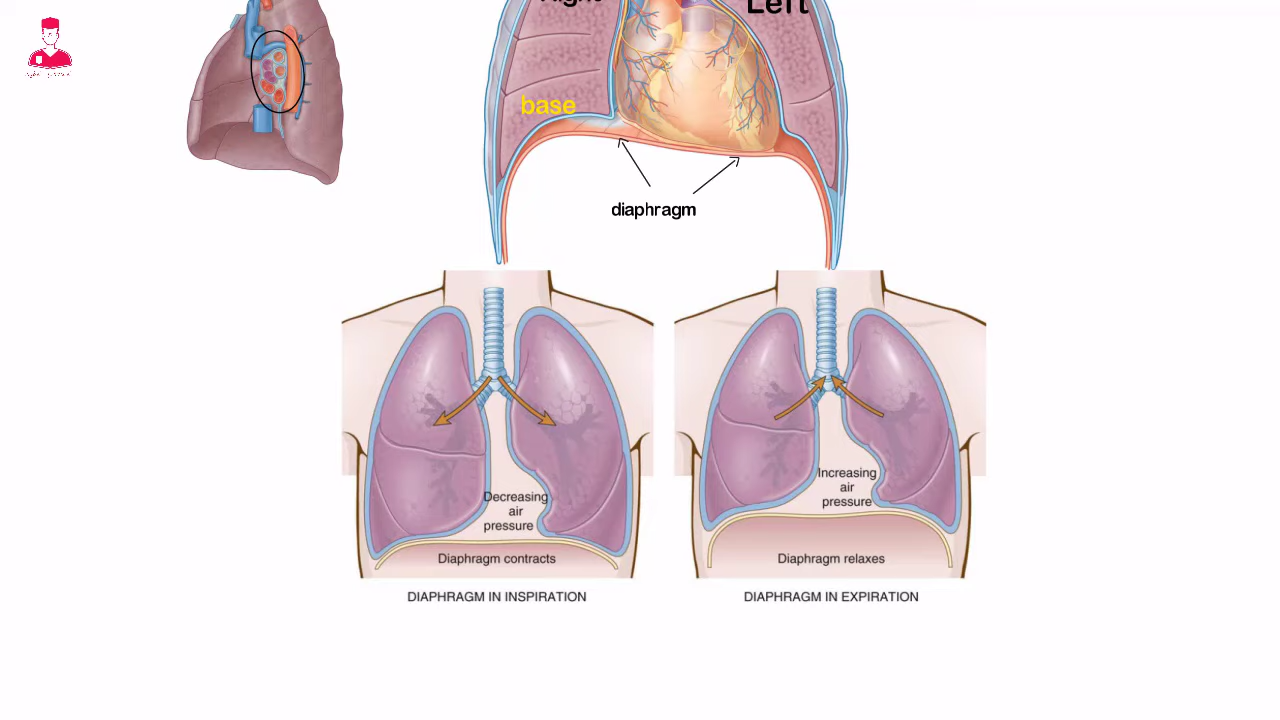 Right
Left
base
diaphragm
Decreasing
air
pressure
Diaphragm contracts
DIAPHRAGM IN INSPIRATION
Increasing
air
pressure
Diaphragm relaxes
DIAPHRAGM IN EXPIRATION